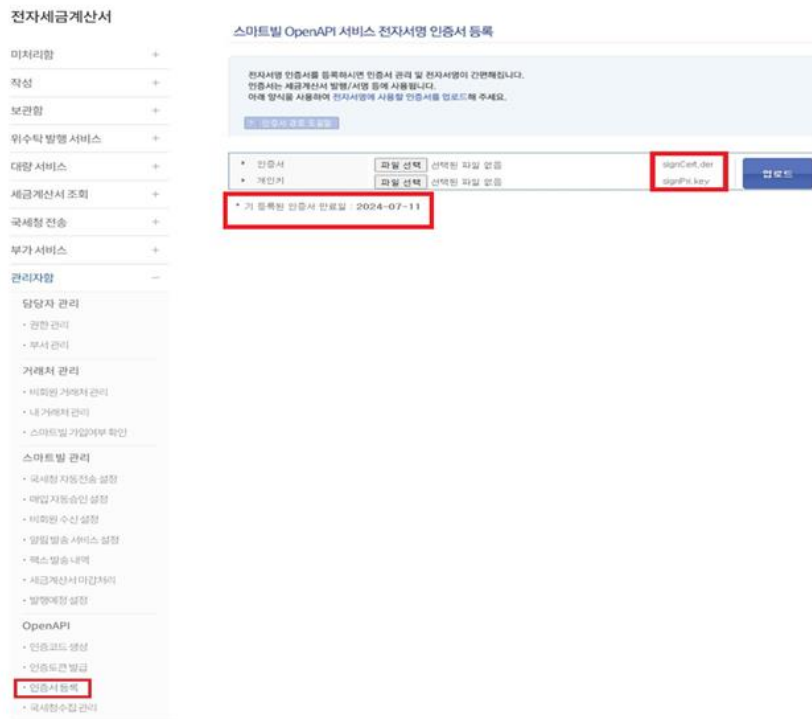 전자세금계산서
미처리함
작성
보관함
위수탁 발행 서비스
대량 서비스
세금계산서 조회
국세청 전송
부가 서비스
관리자함
담당자 관리
· 권한 관리
· 부서 관리
거래처 관리
· 비회원 거래처 관리
· 내 거래처 관리
· 스마트빌 가입여부 확인
스마트빌 관리
· 국세청 자동전송 설정
· 매입 자동승인 설정
· 비회원 수신 설정
· 알림 발송 서비스 설정
· 팩스 발송 내역
· 세금계산서 마감처리
· 발행예정 설정
OpenAPI
· 인증코드 생성
· 인증토큰 발급
· 인증서 등록
· 국세청수집 관리
스마트빌 OpenAPI 서비스 전자서명 인증서 등록
전자서명 인증서를 등록하시면 인증서 관리 및 전자서명이 간편해집니다.
인증서는 세금계산서 발행/서명 등에 사용됩니다.
아래 양식을 사용하여 전자서명에 사용할 인증서를 업로드해 주세요.
인증서 경로 도움말
인증서 파일 선택 선택된 파일 없음 signCert.der
개인키 파일 선택 선택된 파일 없음 signPri.key
업로드
* 기 등록된 인증서 만료일 : 2024-07-11